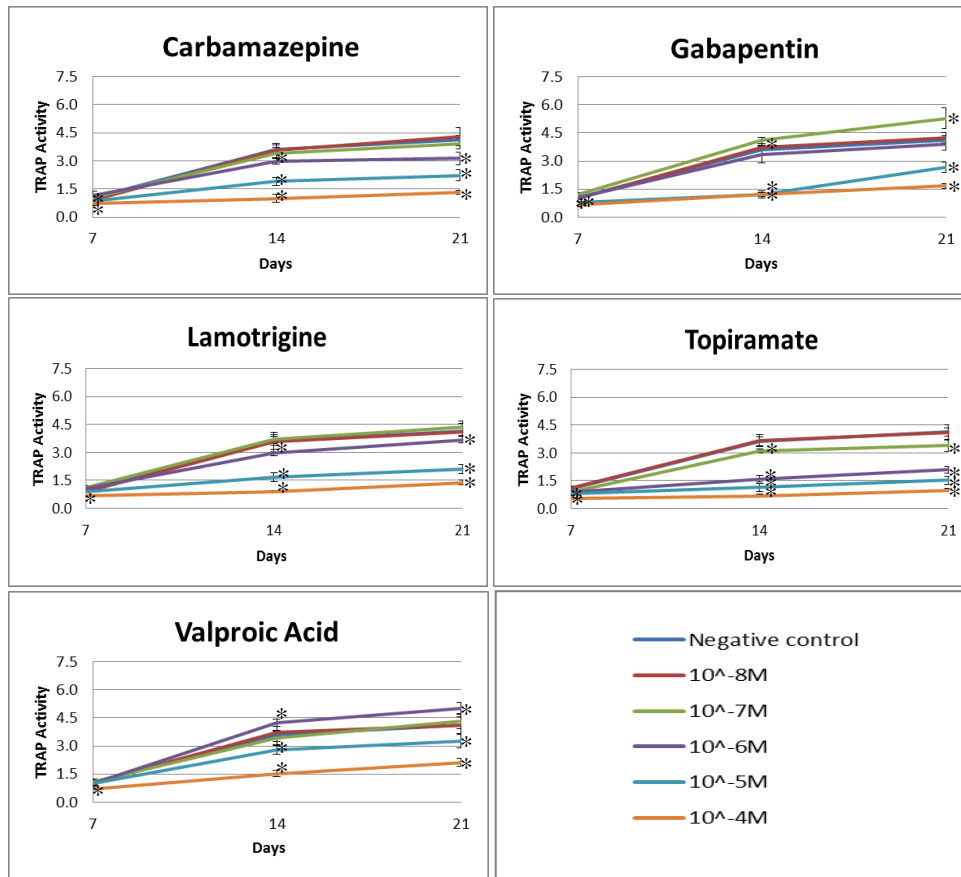 Carbamazepine
TRAP Activity
7.5
6.0
4.5
3.0
1.5
0.0
7 14 21
Days
*
*
*
*
*
*
*
*
Gabapentin
TRAP Activity
7.5
6.0
4.5
3.0
1.5
0.0
7 14 21
Days
*
*
*
*
*
*
*
*
Lamotrigine
TRAP Activity
7.5
6.0
4.5
3.0
1.5
0.0
7 14 21
Days
*
*
*
*
*
*
*
Topiramate
TRAP Activity
7.5
6.0
4.5
3.0
1.5
0.0
7 14 21
Days
*
*
*
*
*
*
*
*
*
*
Valproic Acid
TRAP Activity
7.5
6.0
4.5
3.0
1.5
0.0
7 14 21
Days
*
*
*
*
*
*
*
Negative control
10^-8M
10^-7M
10^-6M
10^-5M
10^-4M